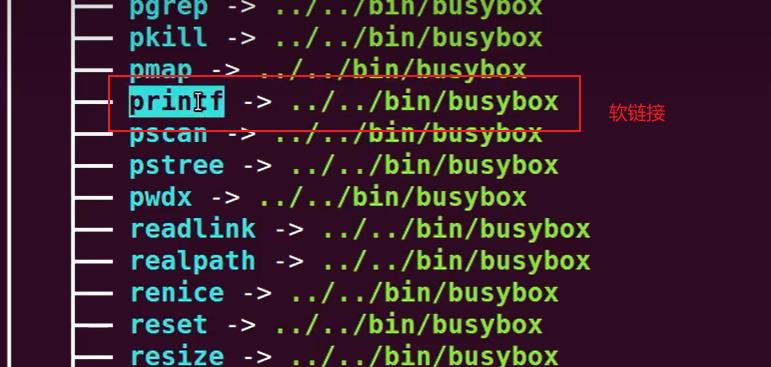 pgrep -> ../../bin/busybox
pkill -> ../../bin/busybox
pmap -> ../../bin/busybox
printf -> ../../bin/busybox
软链接
pscan -> ../../bin/busybox
pstree -> ../../bin/busybox
pwdx -> ../../bin/busybox
readlink -> ../../bin/busybox
realpath -> ../../bin/busybox
renice -> ../../bin/busybox
reset -> ../../bin/busybox
resize -> ../../bin/busybox